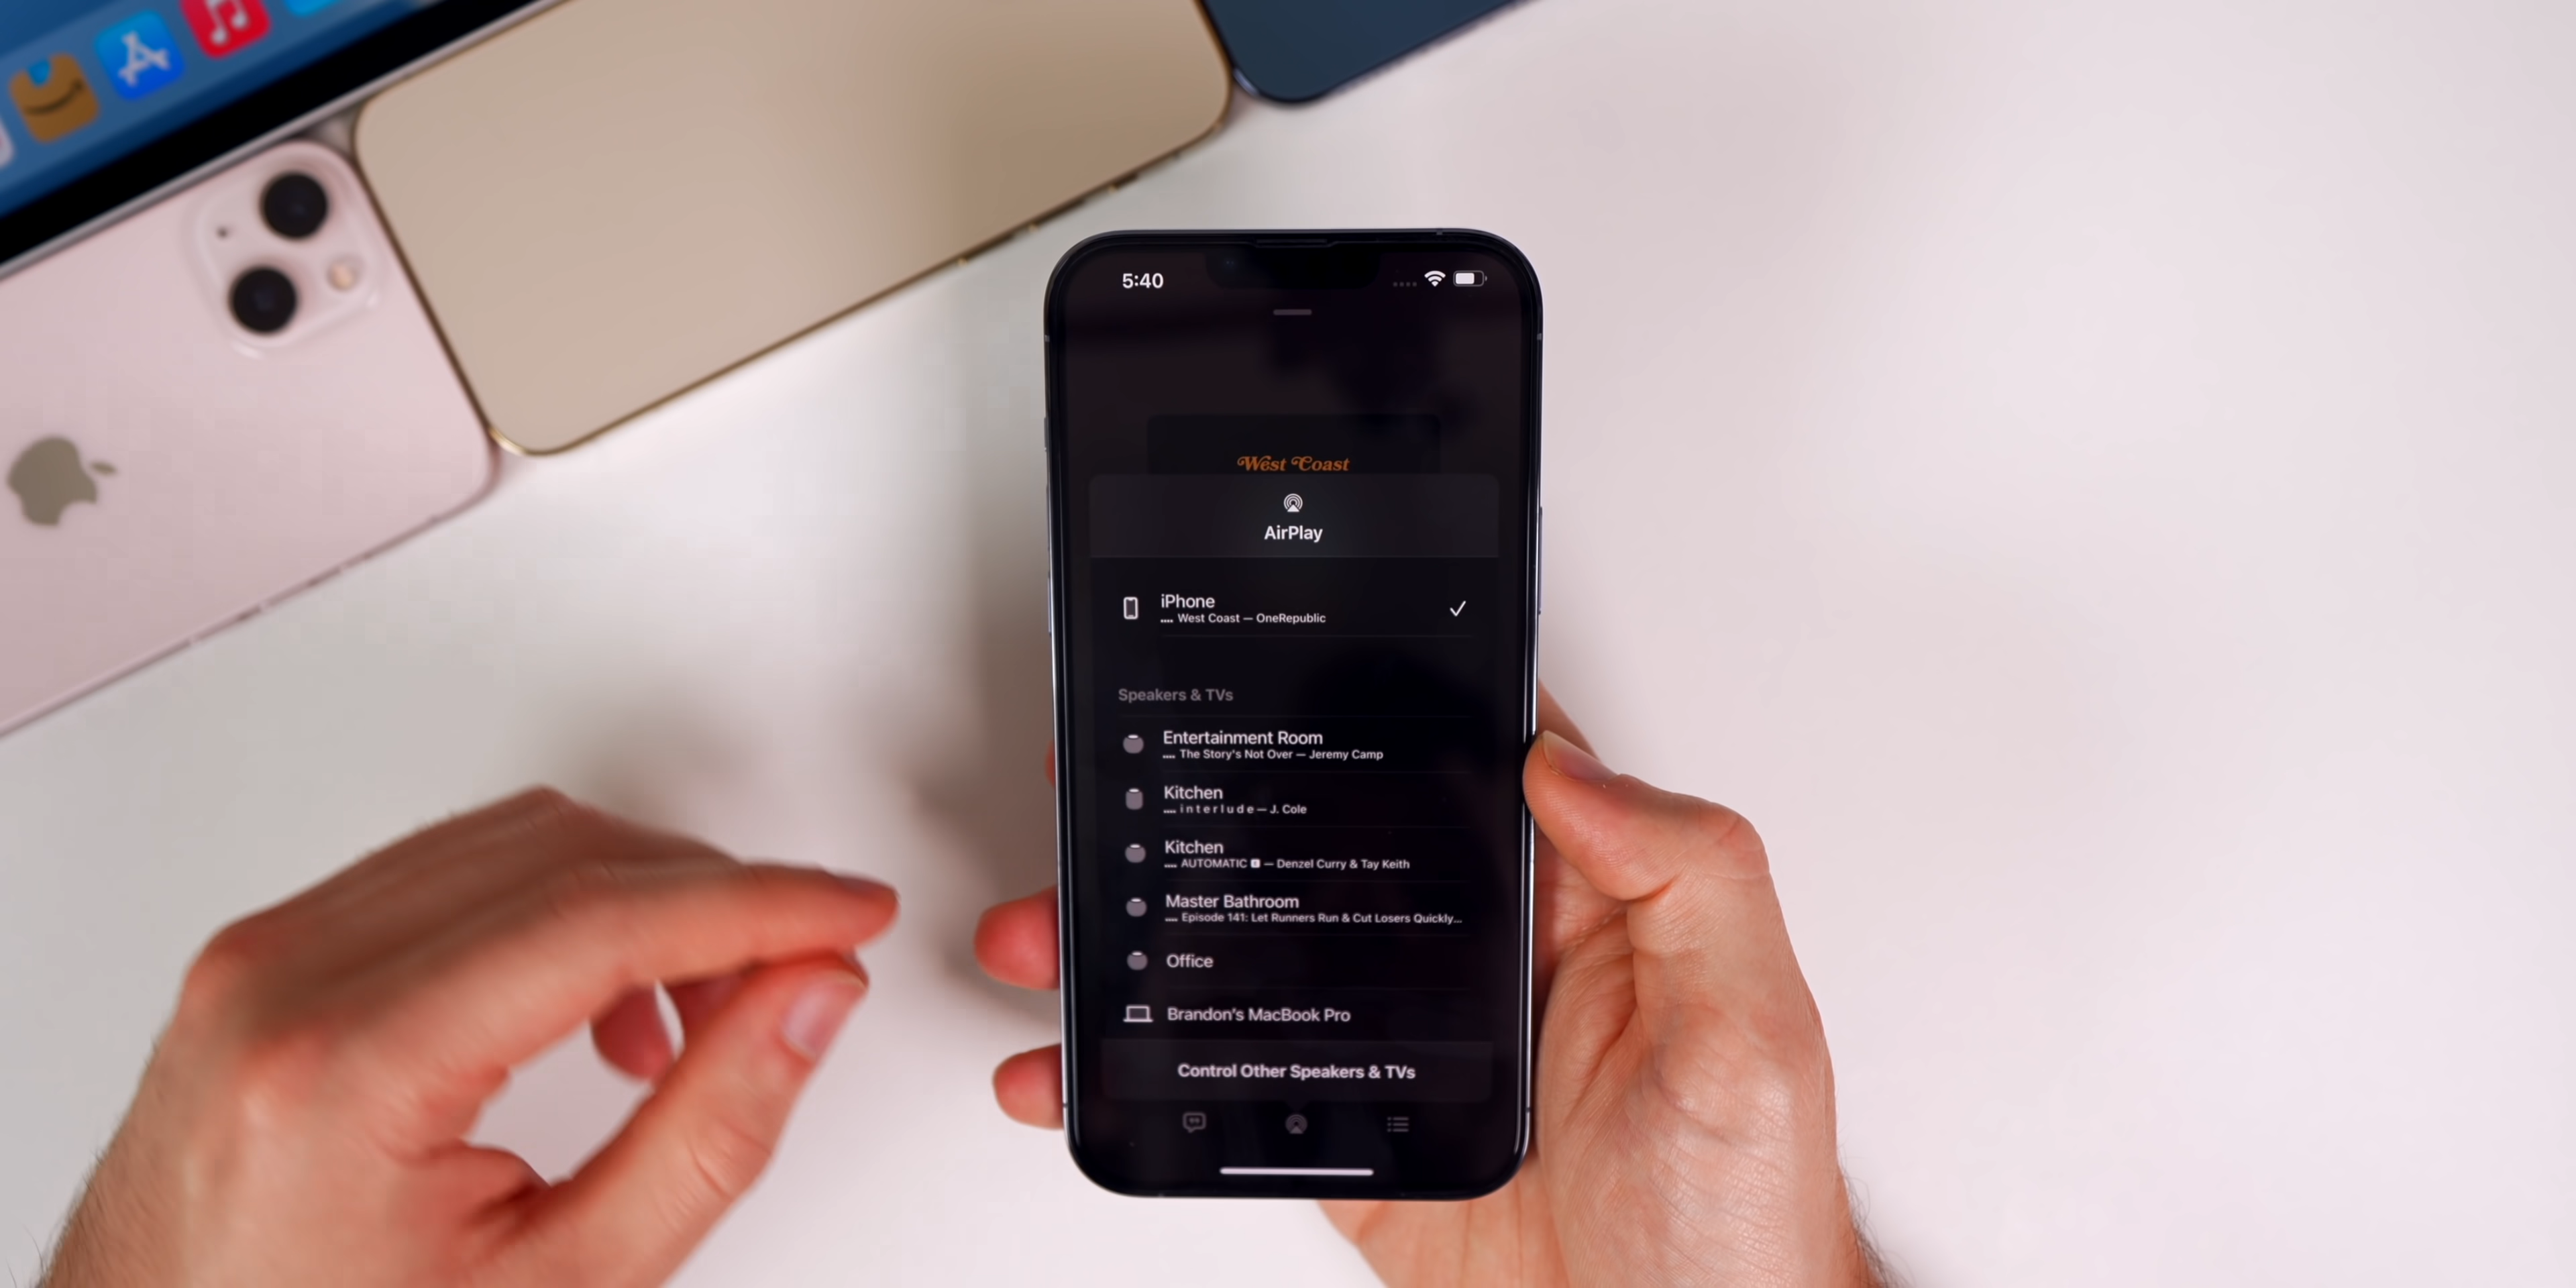 5:40
West Coast
AirPlay
iPhone
West Coast — OneRepublic
Speakers & TVs
Entertainment Room
The Story's Not Over — Jeremy Camp
Kitchen
i n t e r l u d e — J. Cole
Kitchen
AUTOMATIC — Denzel Curry & Tay Keith
Master Bathroom
Episode 141: Let Runners Run & Cut Losers Quickly...
Office
Brandon's MacBook Pro
Control Other Speakers & TVs